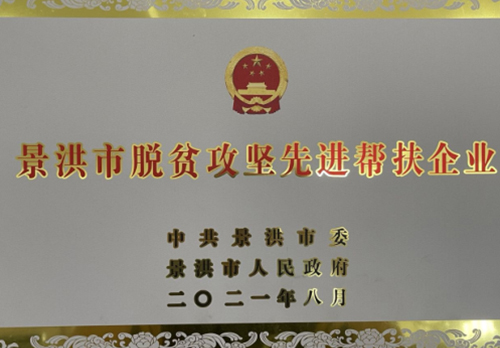 景洪市脱贫攻坚先进帮扶企业
中共景洪市委
景洪市人民政府
二〇二一年八月